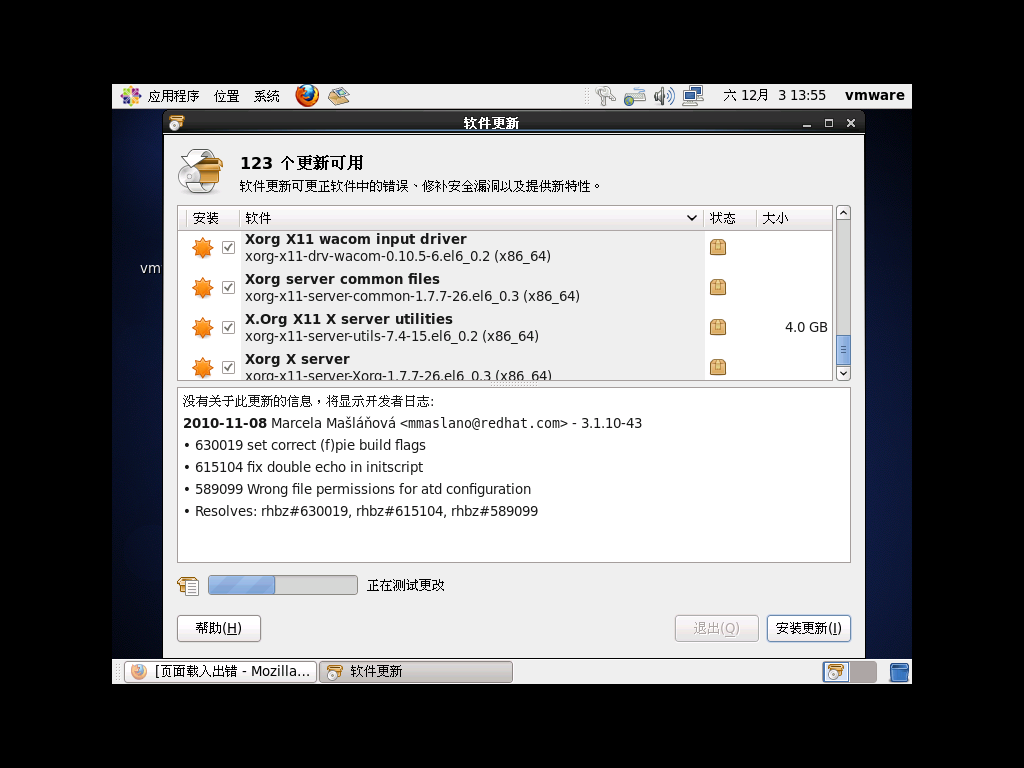 应用程序 位置 系统 六 12月 3 13:55 vmware
软件更新
123 个更新可用
软件更新可更正软件中的错误、修补安全漏洞以及提供新特性。
安装 软件 状态 大小
Xorg X11 wacom input driver
xorg-x11-drv-wacom-0.10.5-6.el6_0.2 (x86_64)
vm
Xorg server common files
xorg-x11-server-common-1.7.7-26.el6_0.3 (x86_64)
X.Org X11 X server utilities
xorg-x11-server-utils-7.4-15.el6_0.2 (x86_64)
4.0 GB
Xorg X server
xorg-x11-server-Xorg-1.7.7-26.el6_0.3 (x86_64)
没有关于此更新的信息，将显示开发者日志:
2010-11-08 Marcela Mašláňová <mmaslano@redhat.com> - 3.1.10-43
• 630019 set correct (f)pie build flags
• 615104 fix double echo in initscript
• 589099 Wrong file permissions for atd configuration
• Resolves: rhbz#630019, rhbz#615104, rhbz#589099
正在测试更改
帮助(H) 退出(Q) 安装更新(I)
[页面载入出错 - Mozilla... 软件更新